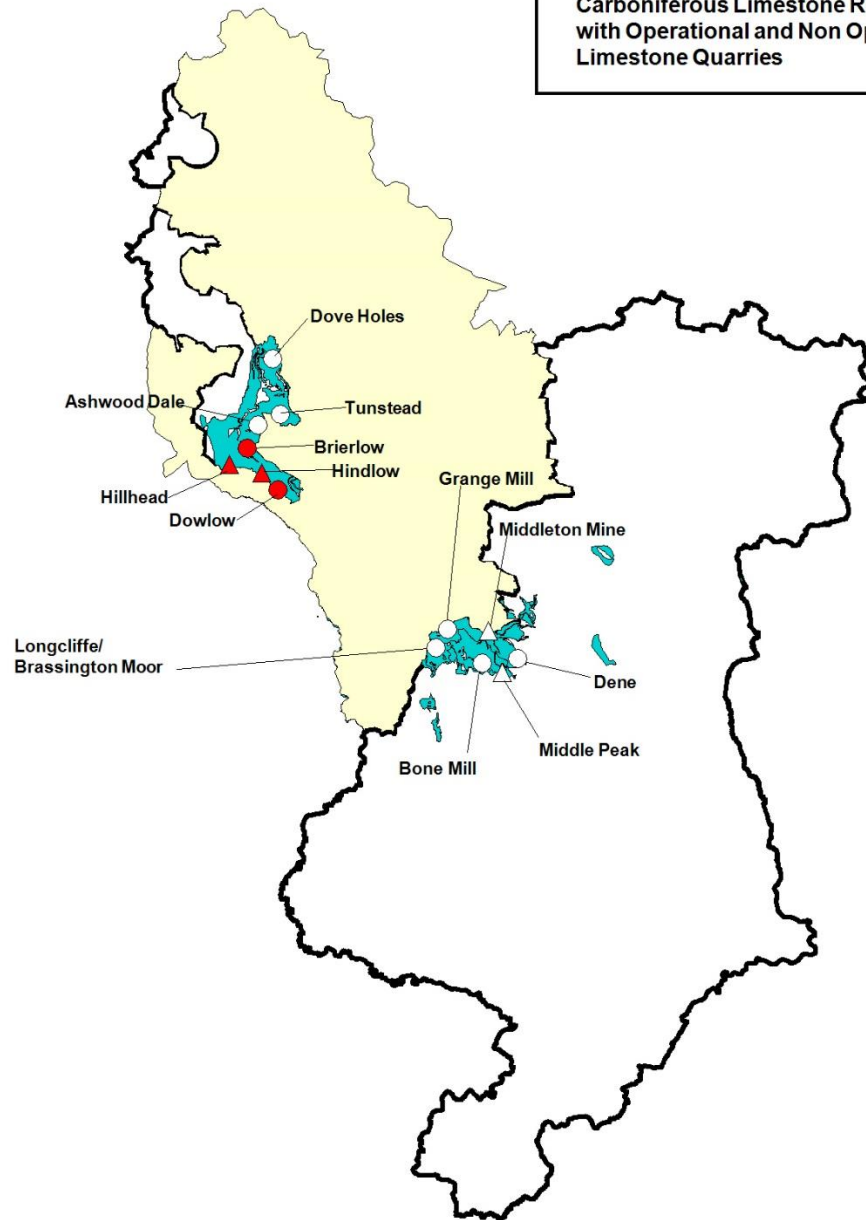 Carboniferous Limestone
with Operational and Non
Limestone Quarries
Dove Holes
Ashwood Dale
Tunstead
Brierlow
Hindlow
Grange Mill
Hillhead
Dowlow
Middleton Mine
Longcliffe/
Brassington Moor
Dene
Middle Peak
Bone Mill